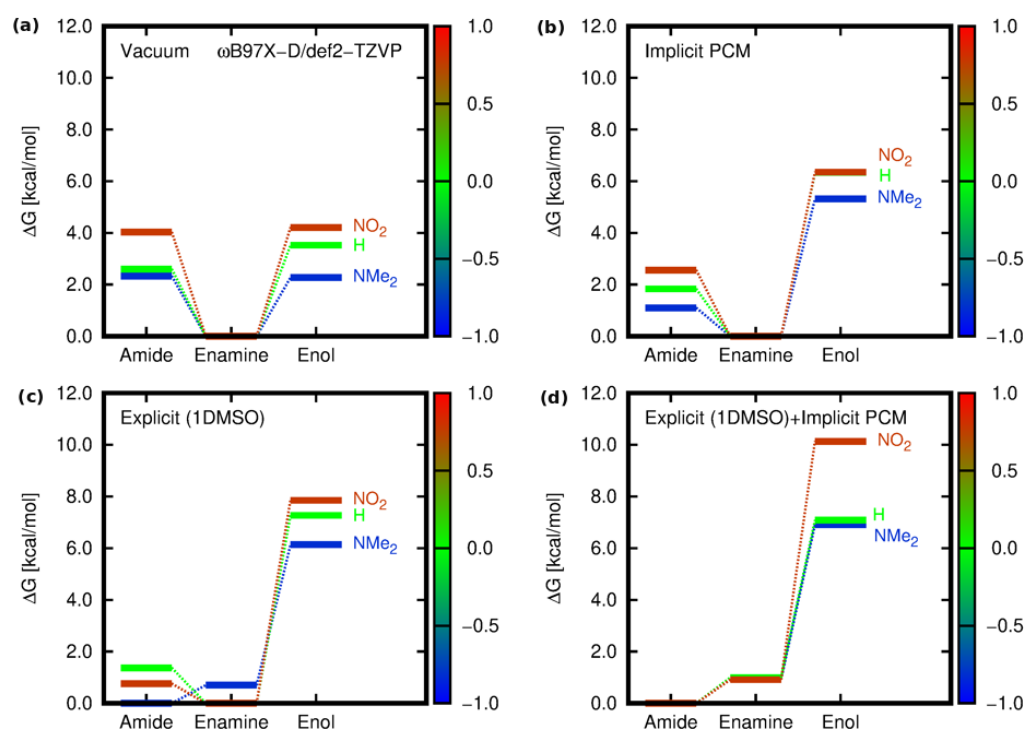 (a)
Vacuum ωB97X−D/def2−TZVP
ΔG [kcal/mol]
12.0
10.0
8.0
6.0
4.0
2.0
0.0
NO2
H
NMe2
Amide Enamine Enol
1.0
0.5
0.0
−0.5
−1.0
(b)
Implicit PCM
ΔG [kcal/mol]
12.0
10.0
8.0
6.0
4.0
2.0
0.0
NO2
H
NMe2
Amide Enamine Enol
1.0
0.5
0.0
−0.5
−1.0
(c)
Explicit (1DMSO)
ΔG [kcal/mol]
12.0
10.0
8.0
6.0
4.0
2.0
0.0
NO2
H
NMe2
Amide Enamine Enol
1.0
0.5
0.0
−0.5
−1.0
(d)
Explicit (1DMSO)+Implicit PCM
ΔG [kcal/mol]
12.0
10.0
8.0
6.0
4.0
2.0
0.0
NO2
H
NMe2
Amide Enamine Enol
1.0
0.5
0.0
−0.5
−1.0